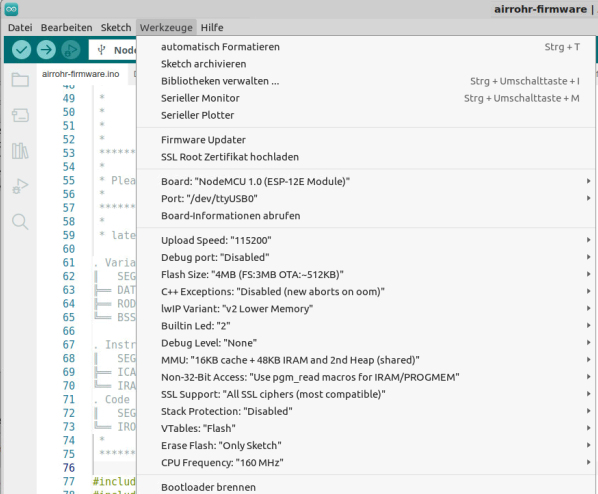 airrohr-firmware |
Datei Bearbeiten Sketch Werkzeuge Hilfe
Node
airrohr-firmware.ino
automatisch Formatieren Strg + T
Sketch archivieren
Bibliotheken verwalten ... Strg + Umschalttaste + I
Serieller Monitor Strg + Umschalttaste + M
Serieller Plotter
Firmware Updater
SSL Root Zertifikat hochladen
Board: "NodeMCU 1.0 (ESP-12E Module)"
Port: "/dev/ttyUSB0"
Board-Informationen abrufen
Upload Speed: "115200"
Debug port: "Disabled"
Flash Size: "4MB (FS:3MB OTA:~512KB)"
C++ Exceptions: "Disabled (new aborts on oom)"
lwIP Variant: "v2 Lower Memory"
Builtin Led: "2"
Debug Level: "None"
MMU: "16KB cache + 48KB IRAM and 2nd Heap (shared)"
Non-32-Bit Access: "Use pgm_read macros for IRAM/PROGMEM"
SSL Support: "All SSL ciphers (most compatible)"
Stack Protection: "Disabled"
VTables: "Flash"
Erase Flash: "Only Sketch"
CPU Frequency: "160 MHz"
Bootloader brennen
49 *
50 *
51 *
52 *
53 ******
54 *
55 * Plea
56 *
57 ******
58 *
59 * late
60
61 . Varia
62 ║ SEG
63 ╠══ DAT
64 ╠══ ROD
65 ╚══ BSS
66
67 . Instr
68 ║ SEG
69 ╠══ ICA
70 ╚══ IRA
71 . Code
72 ║ SEG
73 ╚══ IRO
74 *
75 ******
76
77 #includ
78 #includ